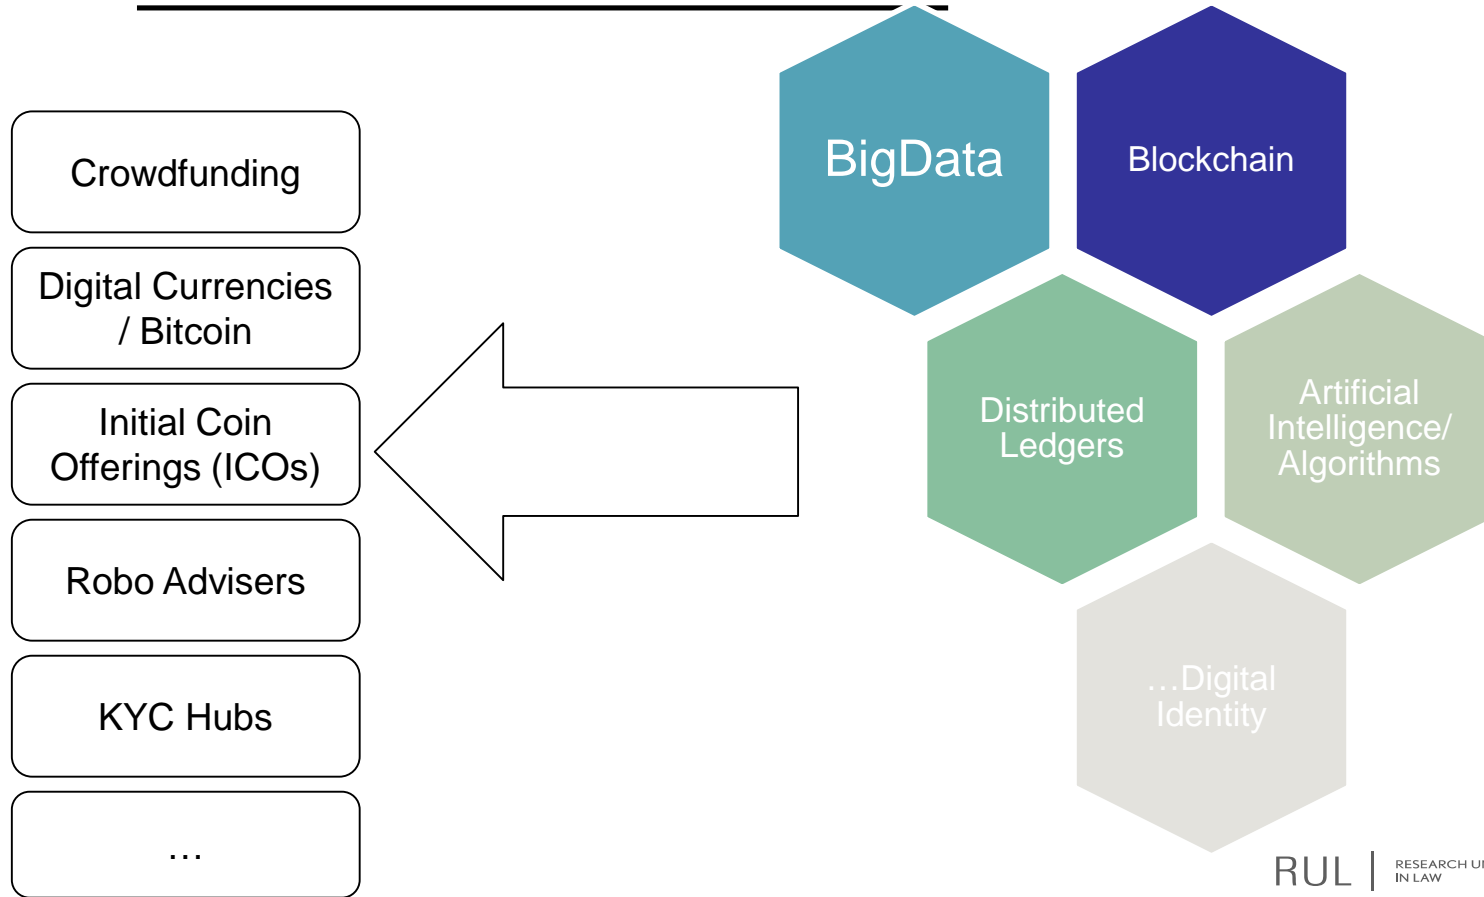 Crowdfunding
Digital Currencies
/ Bitcoin
Initial Coin
Offerings (ICOs)
Robo Advisers
KYC Hubs
…
BigData
Blockchain
Distributed
Ledgers
Artificial
Intelligence/
Algorithms
…Digital
Identity
RUL
RESEARCH
IN LAW